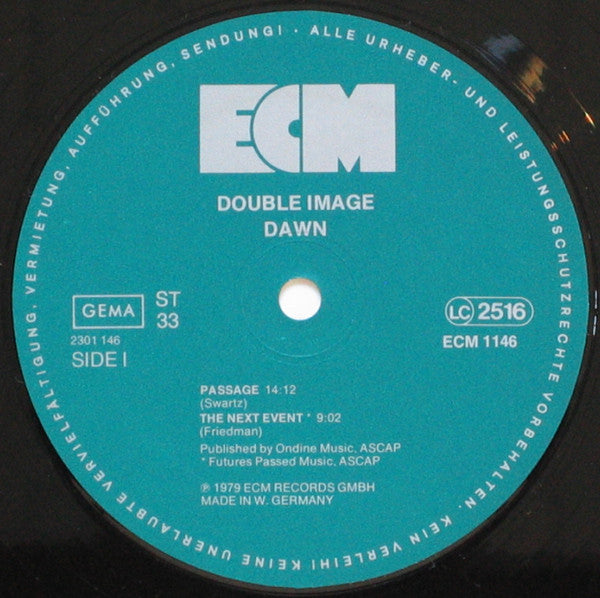 ECM
DOUBLE IMAGE
DAWN
GEMA
ST
33
2301 146
SIDE I
LC 2516
ECM 1146
PASSAGE 14:12
(Swartz)
THE NEXT EVENT * 9:02
(Friedman)
Published by Ondine Music, ASCAP
* Futures Passed Music, ASCAP
℗ 1979 ECM RECORDS GMBH
MADE IN W. GERMANY
ALLE URHEBER- UND LEISTUNGSSCHUTZRECHTE VORBEHALTEN. KEIN VERLEIH! KEINE UNERLAUBTE VERVIELFÄLTIGUNG, VERMIETUNG, AUFFÜHRUNG, SENDUNG! ·